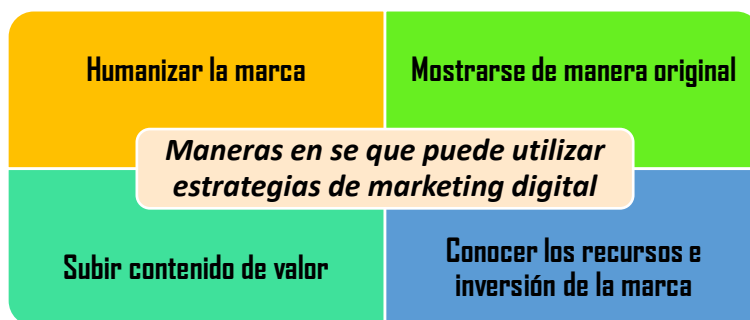 Humanizar la marca
Mostrarse de manera original
Maneras en se que puede utilizar
estrategias de marketing digital
Subir contenido de valor
Conocer los recursos e
inversión de la marca